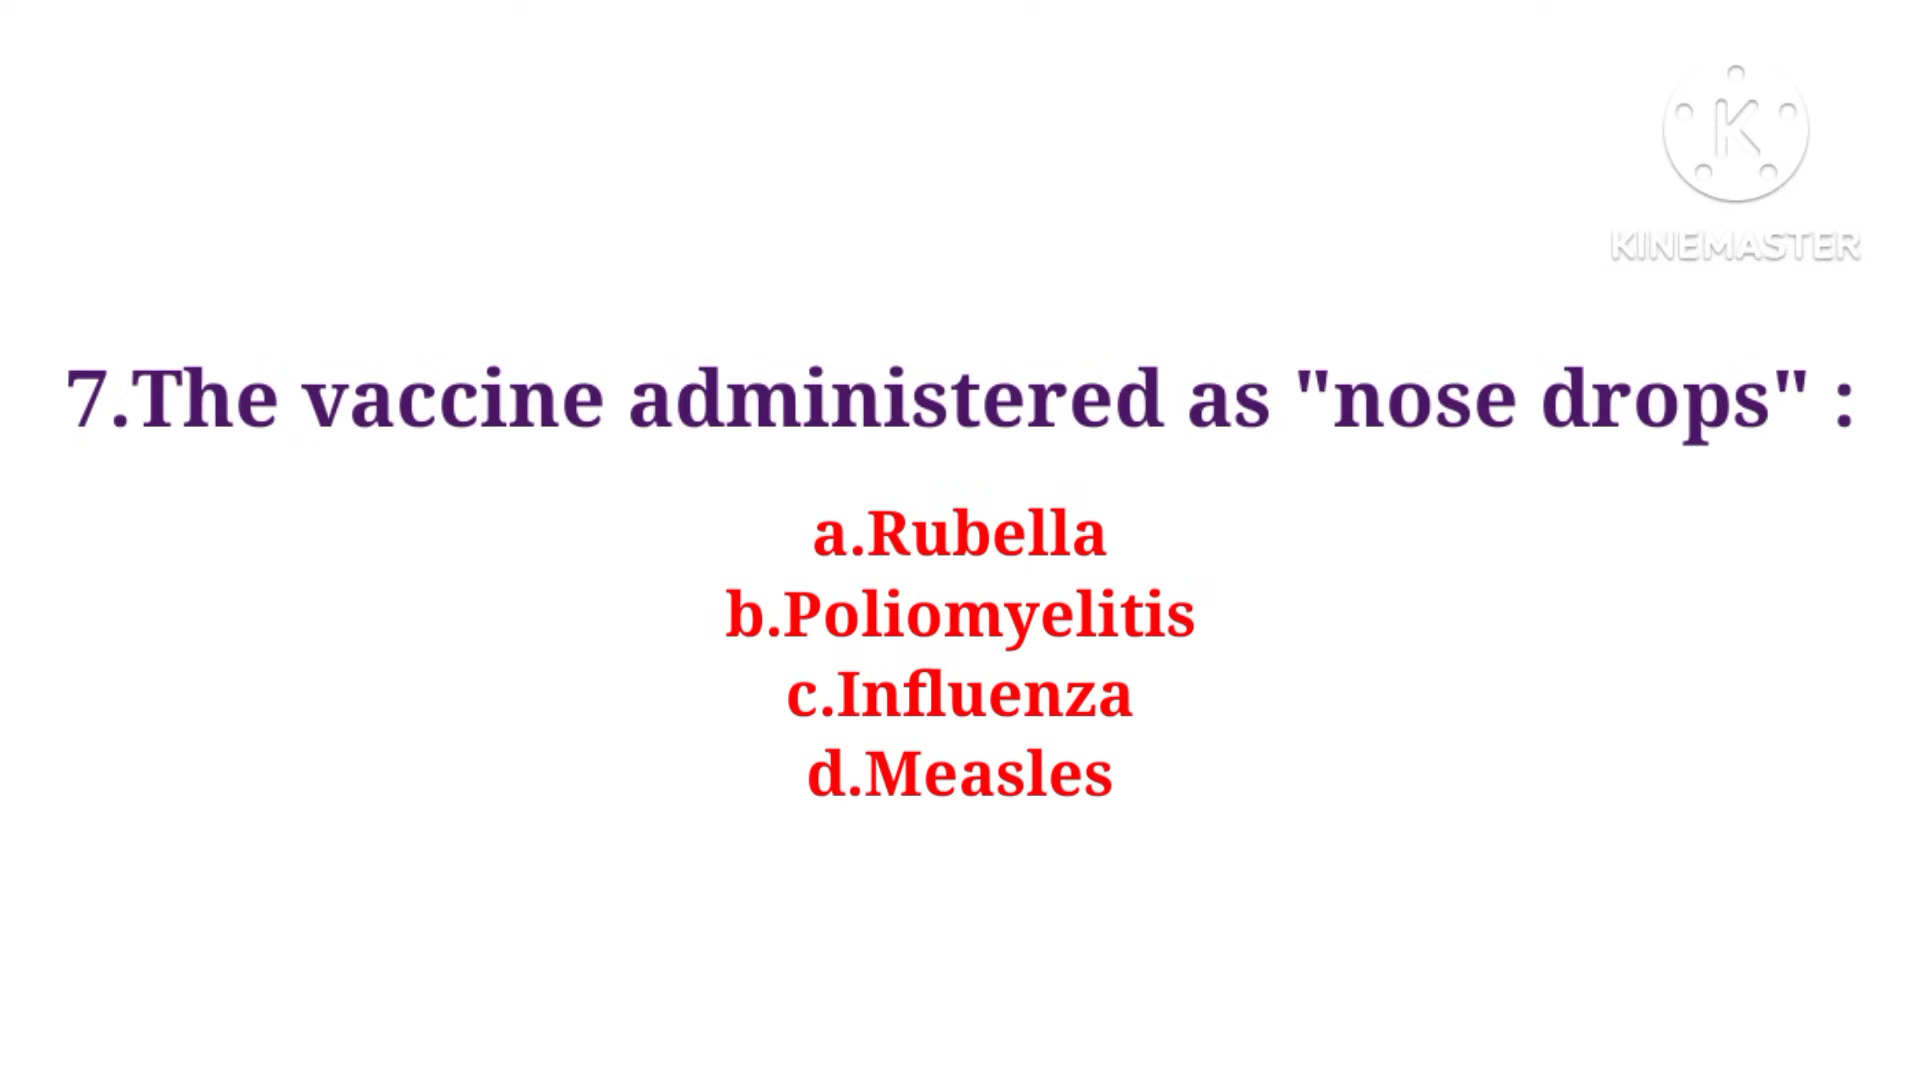 KINEMASTER
7.The vaccine administered as "nose drops" :
a.Rubella
b.Poliomyelitis
c.Influenza
d.Measles